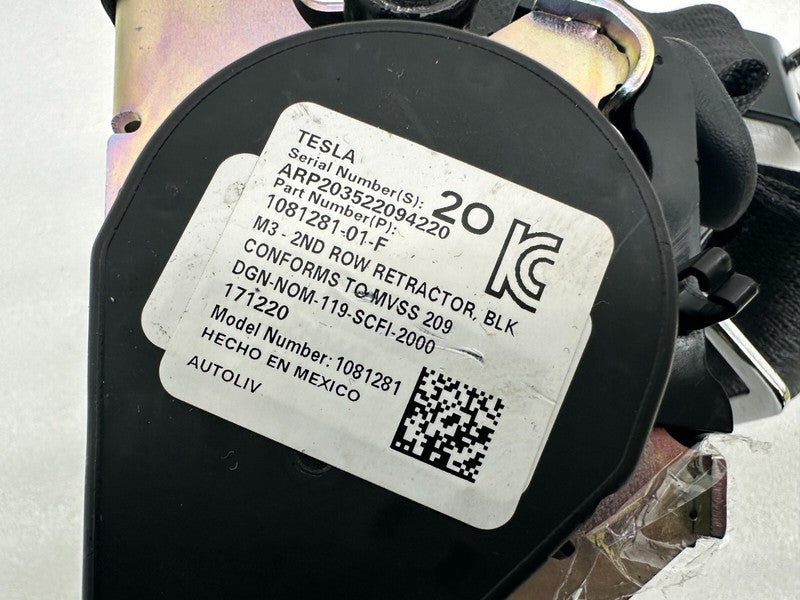 TESLA
Serial Number(S):
ARP203522094220
20
Part Number(P):
1081281-01-F
M3 - 2ND ROW RETRACTOR, BLK
CONFORMS TO MVSS 209
DGN-NOM-119-SCFI-2000
171220
Model Number: 1081281
HECHO EN MEXICO
AUTOLIV
KC